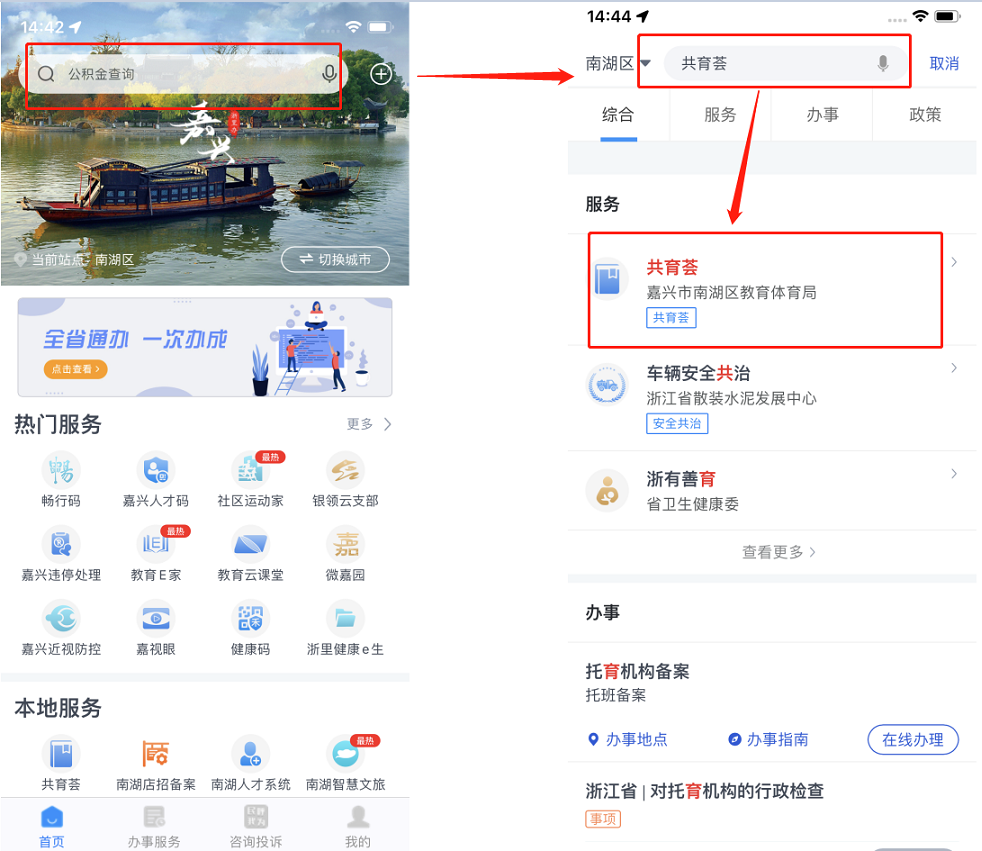 14:42
公积金查询
嘉兴
浙里办
当前站点 - 南湖区
切换城市
全省通办 一次办成
点击查看 >
热门服务
更多
畅行码
嘉兴人才码
最热
社区运动家
银领云支部
嘉兴违停处理
最热
教育E家
教育云课堂
嘉
微嘉园
嘉兴近视防控
嘉视眼
健康码
浙里健康e生
本地服务
共育荟
南湖店招备案
南湖人才系统
最热
南湖智慧文旅
首页
办事服务
咨询投诉
我的
14:44
南湖区
共育荟
取消
综合
服务
办事
政策
服务
共育荟
嘉兴市南湖区教育体育局
共育荟
车辆安全共治
浙江省散装水泥发展中心
安全共治
浙有善育
省卫生健康委
查看更多
办事
托育机构备案
托班备案
办事地点
办事指南
在线办理
浙江省 | 对托育机构的行政检查
事项